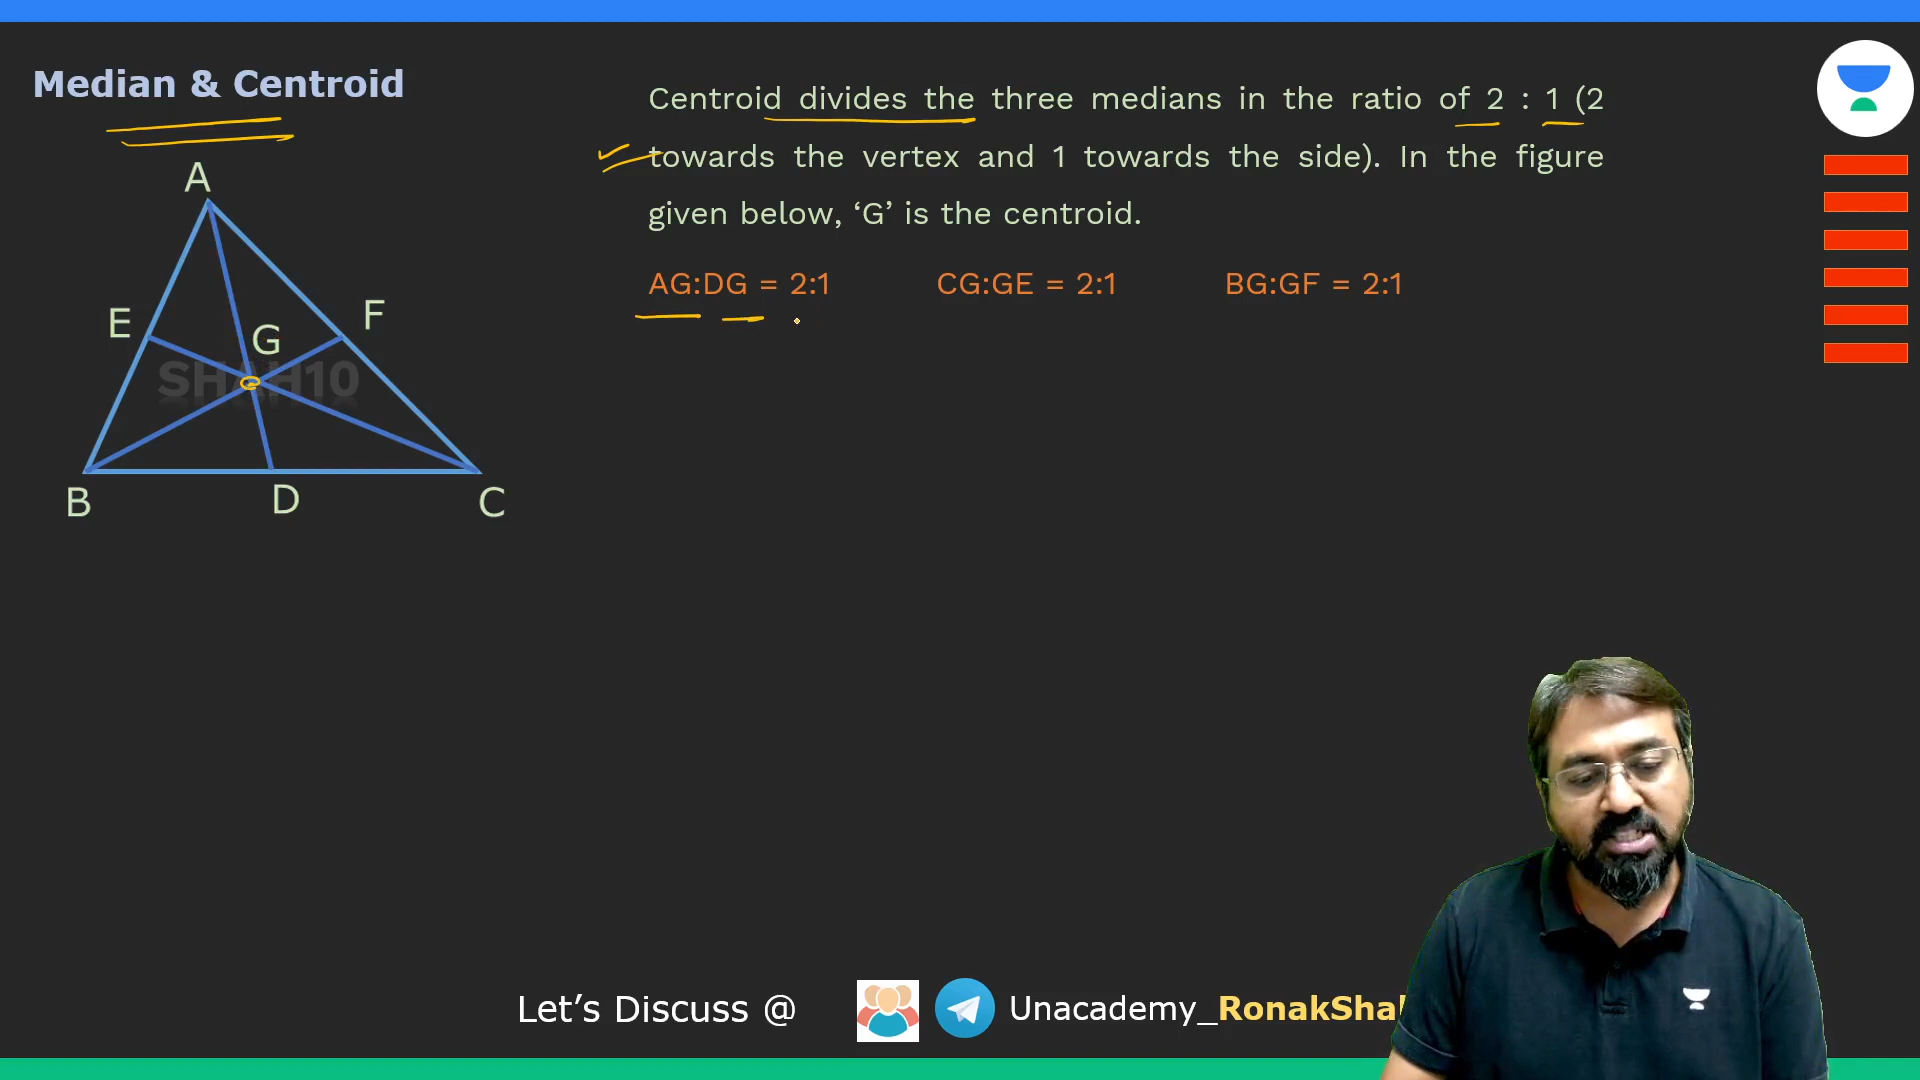 Median & Centroid
Centroid divides the three medians in the ratio of 2 : 1 (2
towards the vertex and 1 towards the side). In the figure
given below, ‘G’ is the centroid.
AG:DG = 2:1 CG:GE = 2:1 BG:GF = 2:1
A
E
F
G
SHAH10
B
D
C
Let’s Discuss @ Unacademy_RonakShah